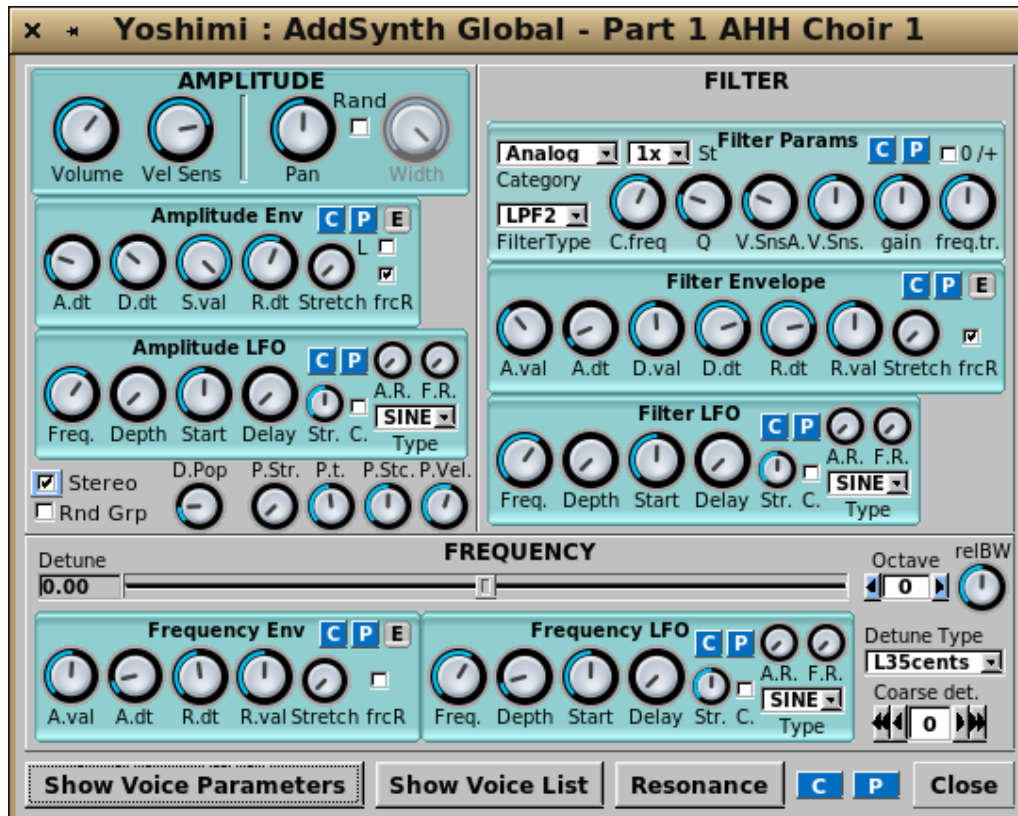 Yoshimi : AddSynth Global - Part 1 AHH Choir 1
AMPLITUDE
Rand
Volume Vel Sens Pan Width
Amplitude Env C P E
L
A.dt D.dt S.val R.dt Stretch frcR
Amplitude LFO C P
A.R. F.R.
SINE
Freq. Depth Start Delay Str. C. Type
Stereo D.Pop P.Str. P.t. P.Stc. P.Vel.
Rnd Grp
FILTER
Filter Params C P 0 /+
Analog 1x St
Category
LPF2
FilterType C.freq Q V.SnsA. V.Sns. gain freq.tr.
Filter Envelope C P E
A.val A.dt D.val D.dt R.dt R.val Stretch frcR
Filter LFO C P
A.R. F.R.
SINE
Freq. Depth Start Delay Str. C. Type
FREQUENCY
Detune Octave relBW
0.00 0
Frequency Env C P E
A.val A.dt R.dt R.val Stretch frcR
Frequency LFO C P
A.R. F.R.
SINE
Freq. Depth Start Delay Str. C. Type
Detune Type
L35cents
Coarse det.
0
Show Voice Parameters Show Voice List Resonance C P Close